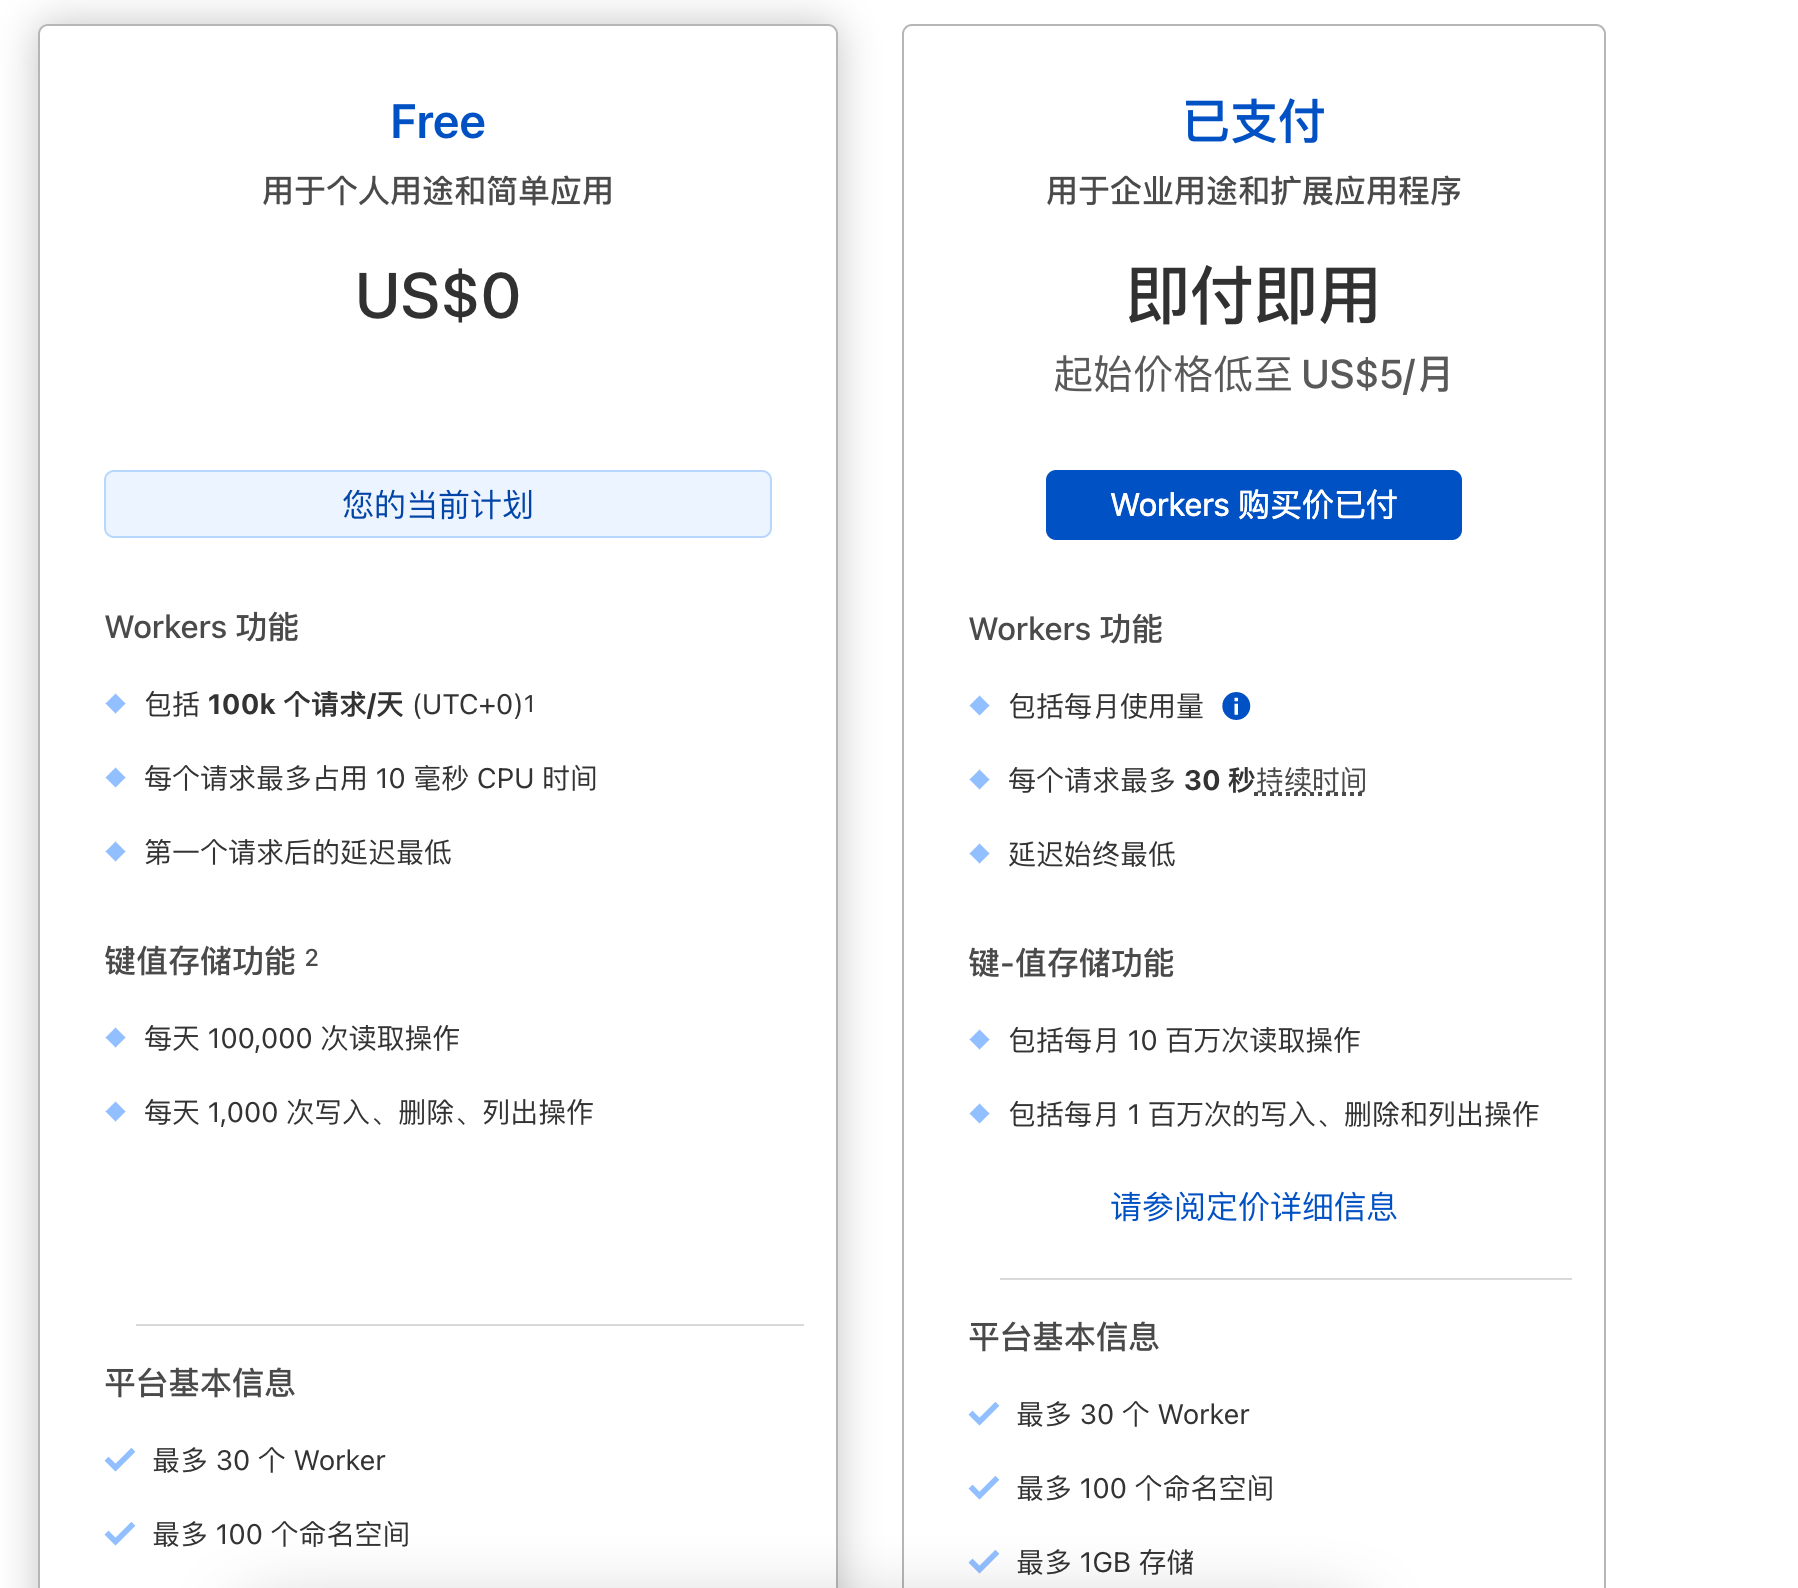 Free
用于个人用途和简单应用
US$0
您的当前计划
Workers 功能
包括 100k 个请求/天 (UTC+0)1
每个请求最多占用 10 毫秒 CPU 时间
第一个请求后的延迟最低
键值存储功能 2
每天 100,000 次读取操作
每天 1,000 次写入、删除、列出操作
平台基本信息
最多 30 个 Worker
最多 100 个命名空间
已支付
用于企业用途和扩展应用程序
即付即用
起始价格低至 US$5/月
Workers 购买价已付
Workers 功能
包括每月使用量
每个请求最多 30 秒持续时间
延迟始终最低
键-值存储功能
包括每月 10 百万次读取操作
包括每月 1 百万次的写入、删除和列出操作
请参阅定价详细信息
平台基本信息
最多 30 个 Worker
最多 100 个命名空间
最多 1GB 存储